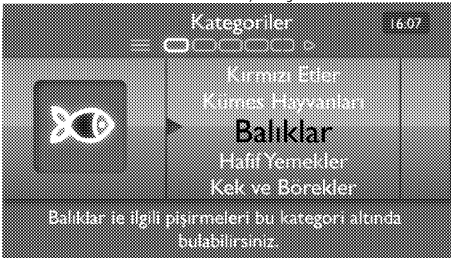 Kategoriler
16:07
Kırmızı Etler
Kümes Hayvanları
Balıklar
Hafif Yemekler
Kek ve Börekler
Balıklar ie ilgili pişirmeleri bu kategori altında
bulabilirsiniz.